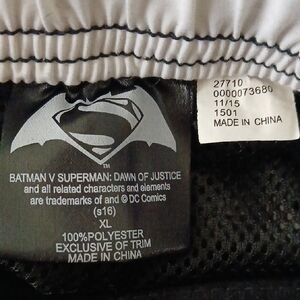 BATMAN V SUPERMAN: DAWN OF JUSTICE
and all related characters and elements
are trademarks of and © DC Comics
(s16)
XL
100%POLYESTER
EXCLUSIVE OF TRIM
MADE IN CHINA
27710
0000073680
11/15
1501
MADE IN CHINA